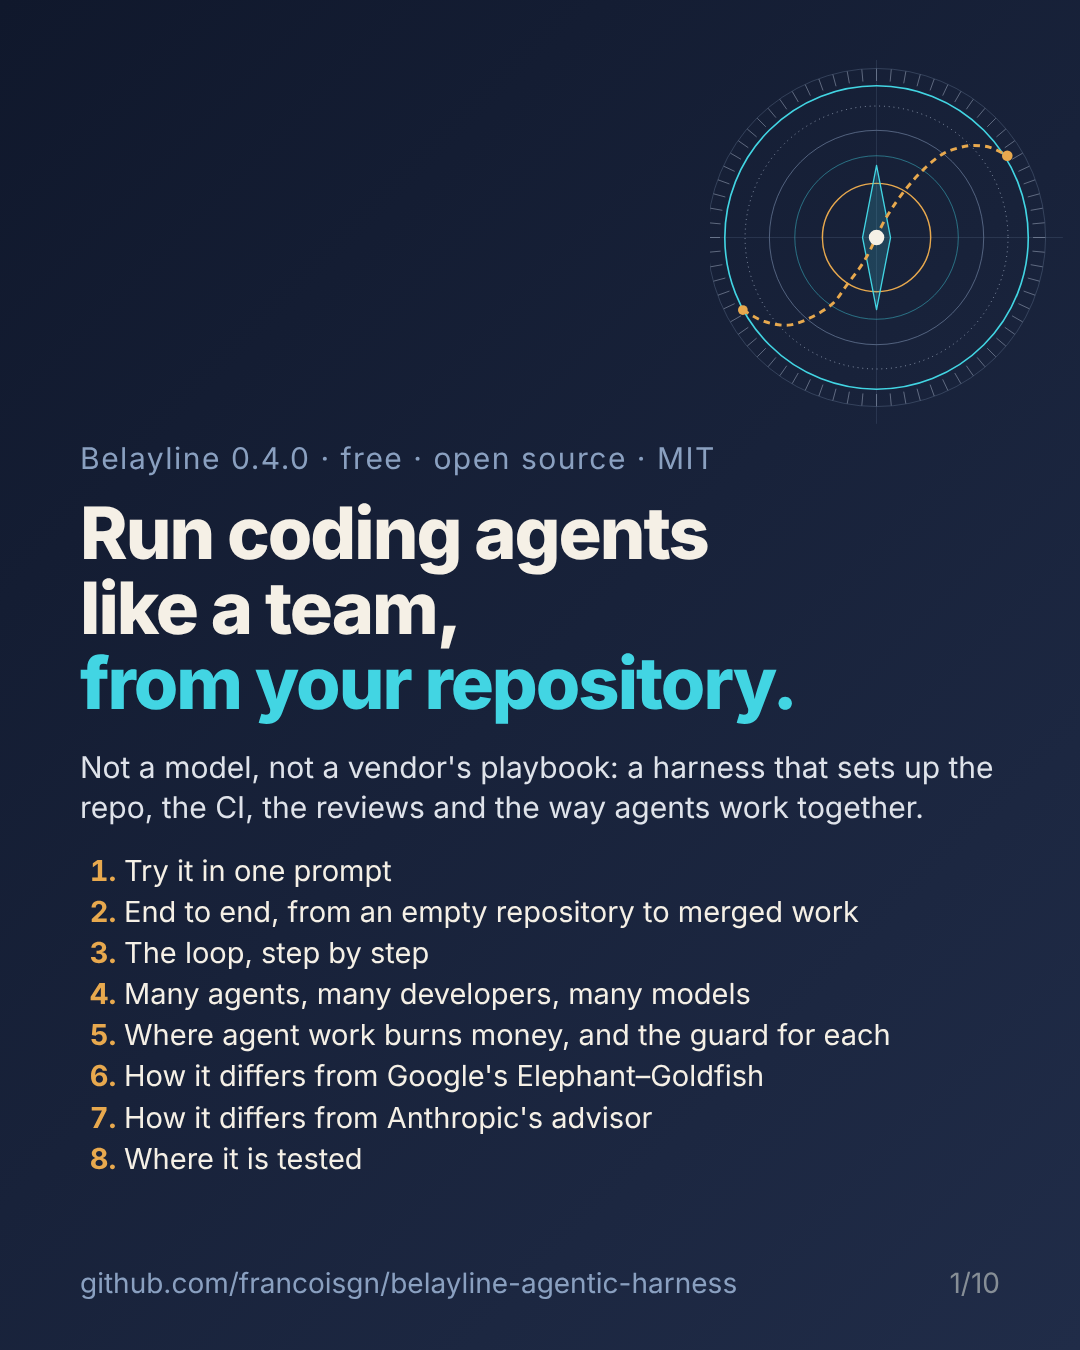 Belayline 0.4.0 · free · open source · MIT
Run coding agents
like a team,
from your repository.
Not a model, not a vendor's playbook: a harness that sets up the
repo, the CI, the reviews and the way agents work together.
1. Try it in one prompt
2. End to end, from an empty repository to merged work
3. The loop, step by step
4. Many agents, many developers, many models
5. Where agent work burns money, and the guard for each
6. How it differs from Google's Elephant–Goldfish
7. How it differs from Anthropic's advisor
8. Where it is tested
github.com/francoisgn/belayline-agentic-harness
1/10